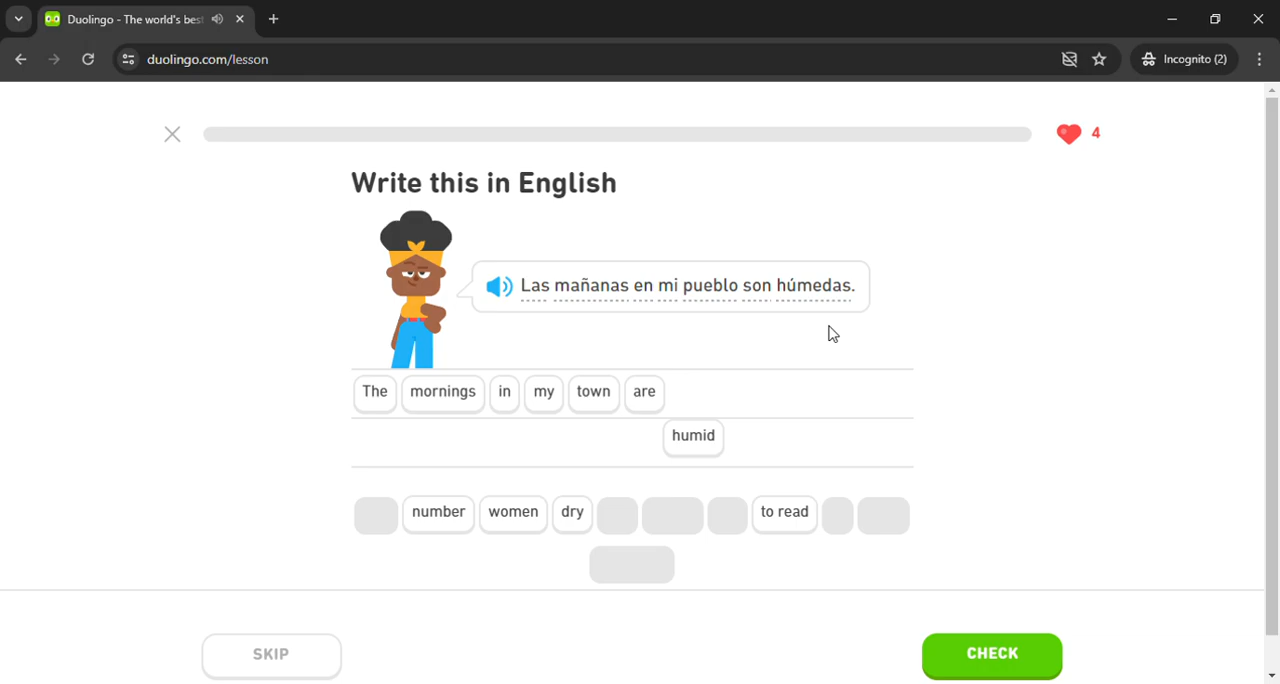 Duolingo - The world's bes
duolingo.com/lesson
Incognito (2)
4
Write this in English
Las mañanas en mi pueblo son húmedas.
The mornings in my town are
humid
number women dry to read
SKIP
CHECK